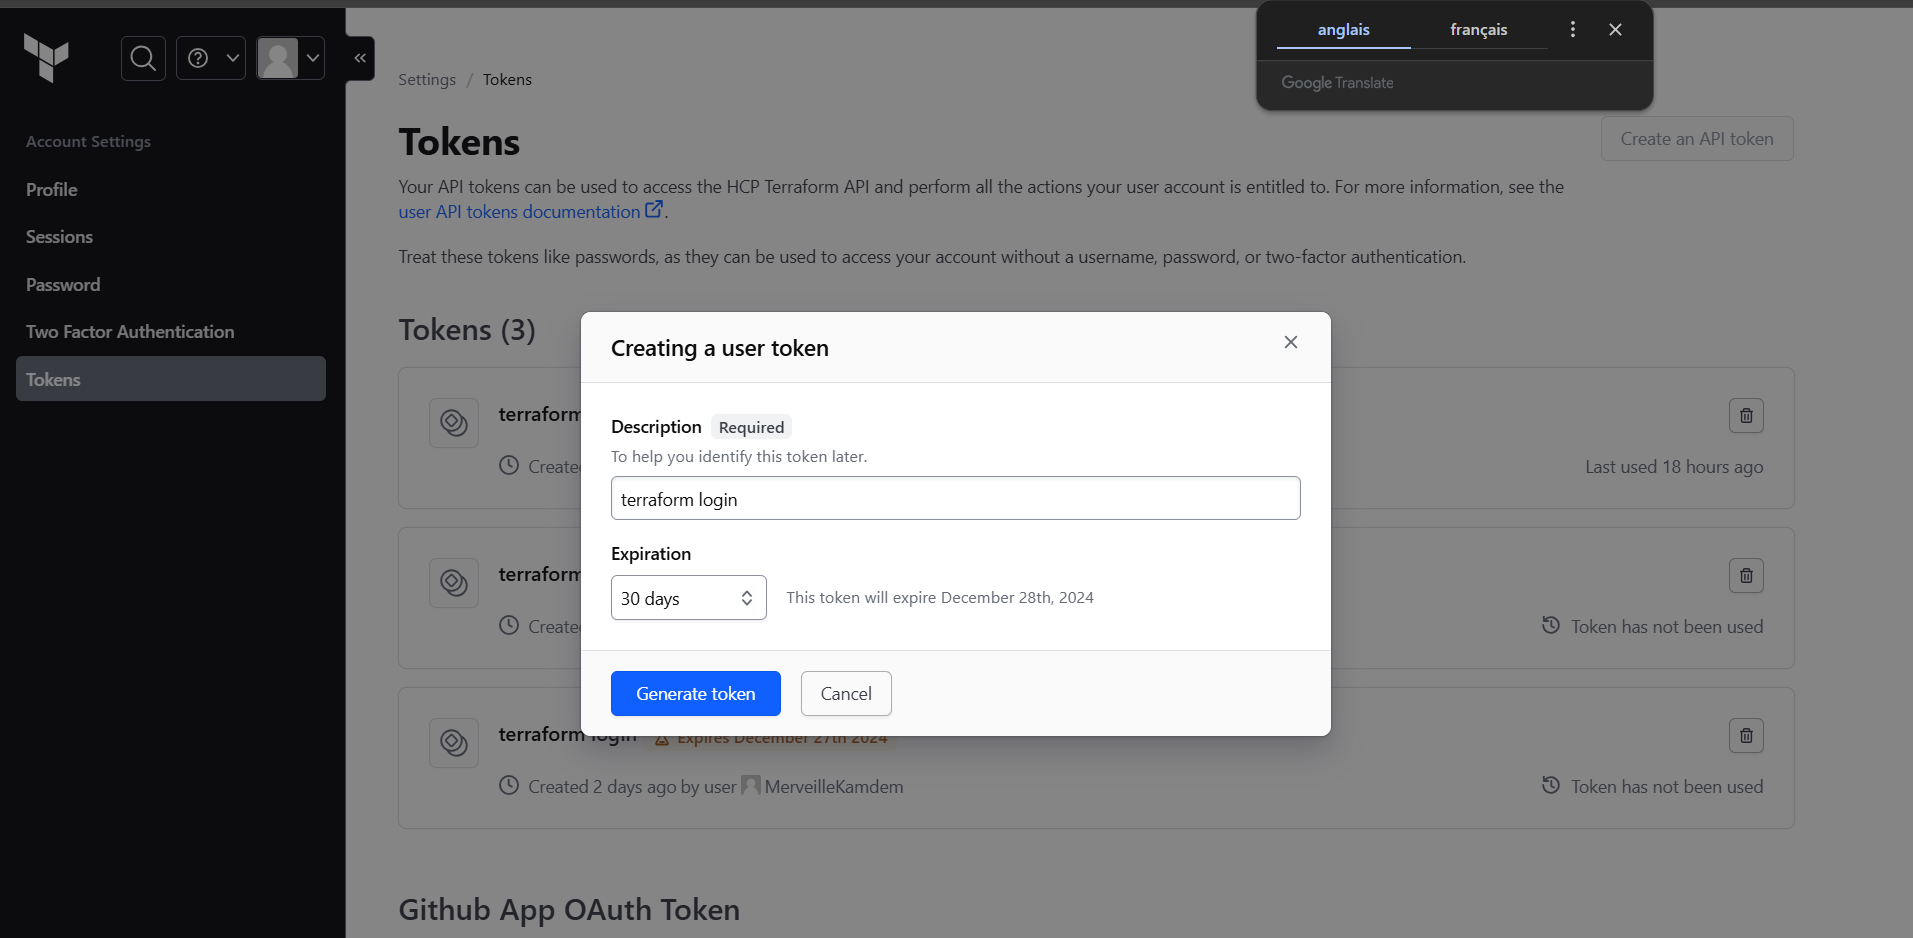 anglais français
Google Translate
Settings / Tokens
Account Settings
Profile
Sessions
Password
Two Factor Authentication
Tokens
Tokens
Create an API token
Your API tokens can be used to access the HCP Terraform API and perform all the actions your user account is entitled to. For more information, see the
user API tokens documentation .
Treat these tokens like passwords, as they can be used to access your account without a username, password, or two-factor authentication.
Tokens (3)
terraform
Created
Last used 18 hours ago
terraform
Created
Token has not been used
terraform login Expires December 27th 2024
Created 2 days ago by user MerveilleKamdem
Token has not been used
Github App OAuth Token
Creating a user token
Description Required
To help you identify this token later.
terraform login
Expiration
30 days This token will expire December 28th, 2024
Generate token Cancel